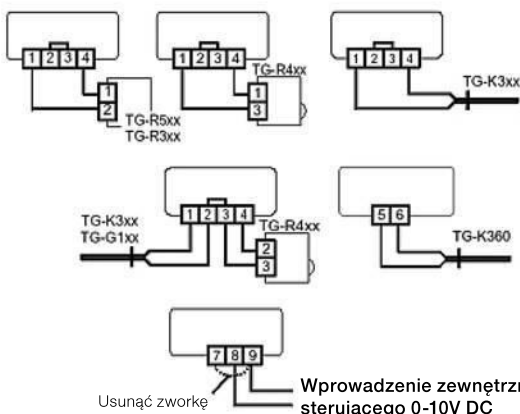 1 2 3 4
1
2
TG-R5xx
TG-R3xx
1 2 3 4
TG-R4xx
1
3
1 2 3 4
TG-K3xx
TG-K3xx
TG-G1xx
1 2 3 4
TG-R4xx
2
3
5 6
TG-K360
7 8 9
Usunąć zworkę
Wprowadzenie
sterującego 0-10V DC